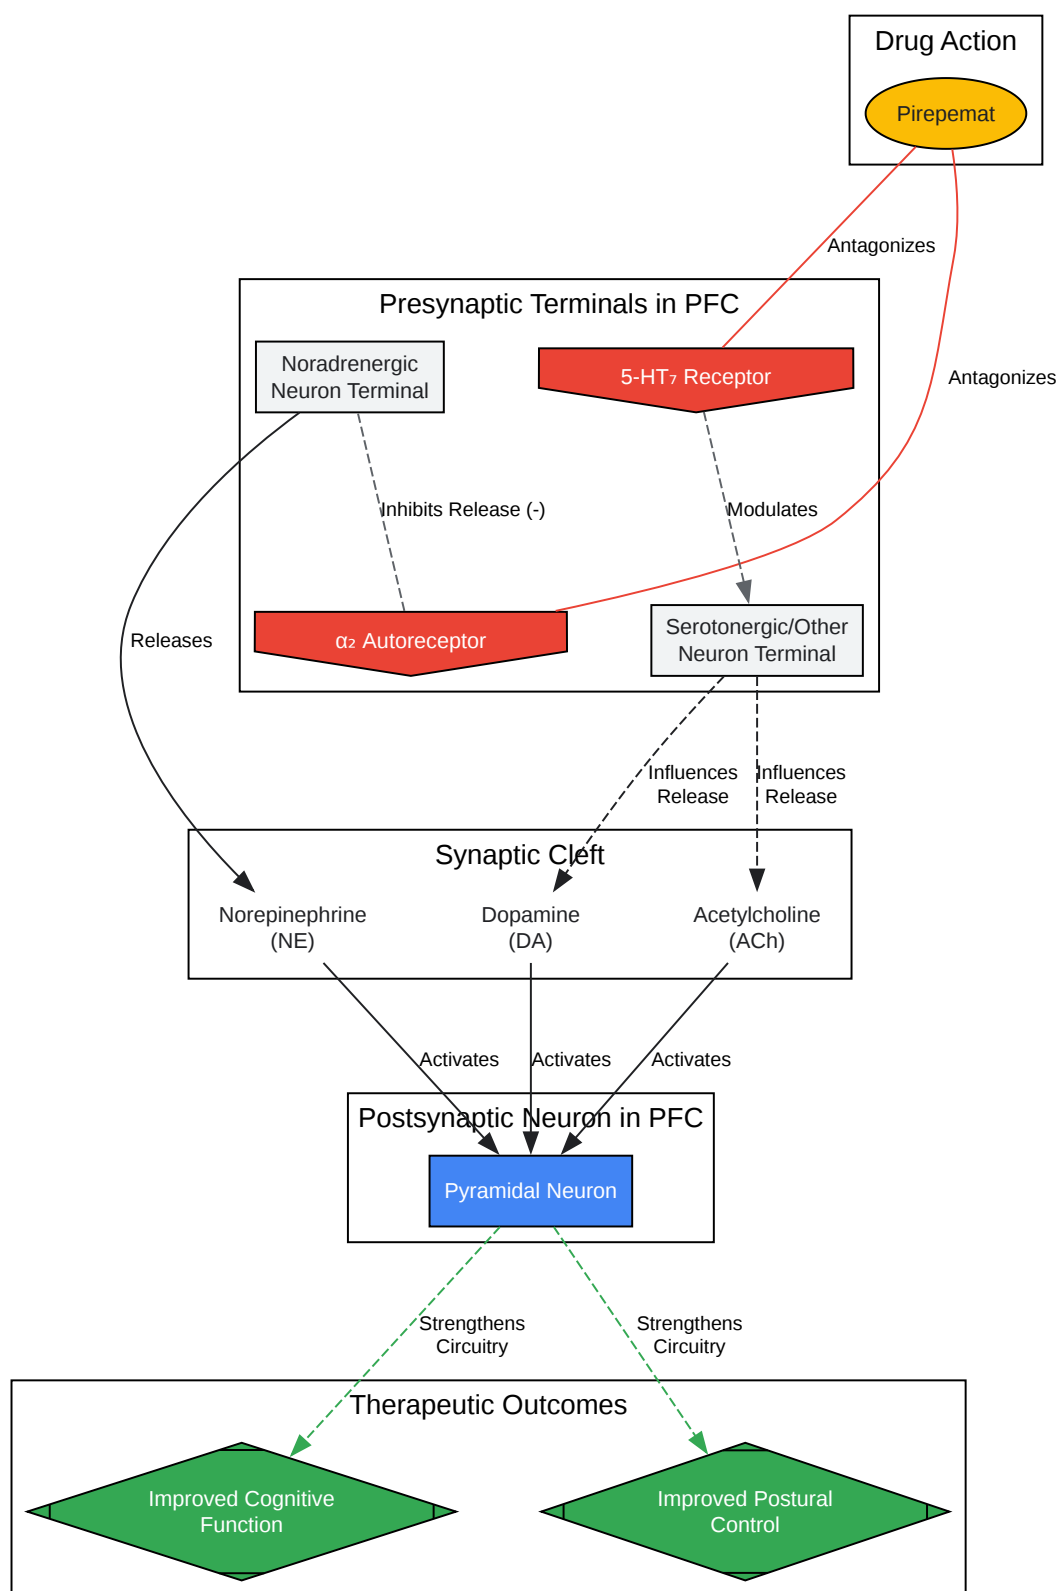 Drug Action
Pirepemat
Antagonizes
Presynaptic Terminals in PFC
Noradrenergic
Neuron Terminal
5-HT₇ Receptor
Antagonizes
Inhibits Release (-)
Modulates
α₂ Autoreceptor
Serotonergic/Other
Neuron Terminal
Releases
Influences
Release
Influences
Release
Synaptic Cleft
Norepinephrine
(NE)
Dopamine
(DA)
Acetylcholine
(ACh)
Activates
Activates
Activates
Postsynaptic Neuron in PFC
Pyramidal Neuron
Strengthens
Circuitry
Strengthens
Circuitry
Therapeutic Outcomes
Improved Cognitive
Function
Improved Postural
Control